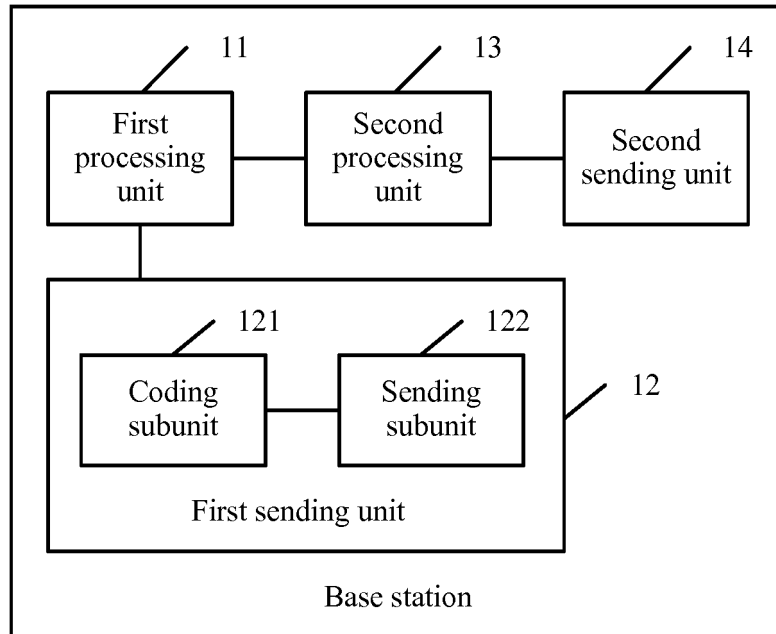 11
13
14
First
processing
unit
Second
processing
unit
Second
sending unit
121
122
Coding
subunit
Sending
subunit
12
First sending unit
Base station